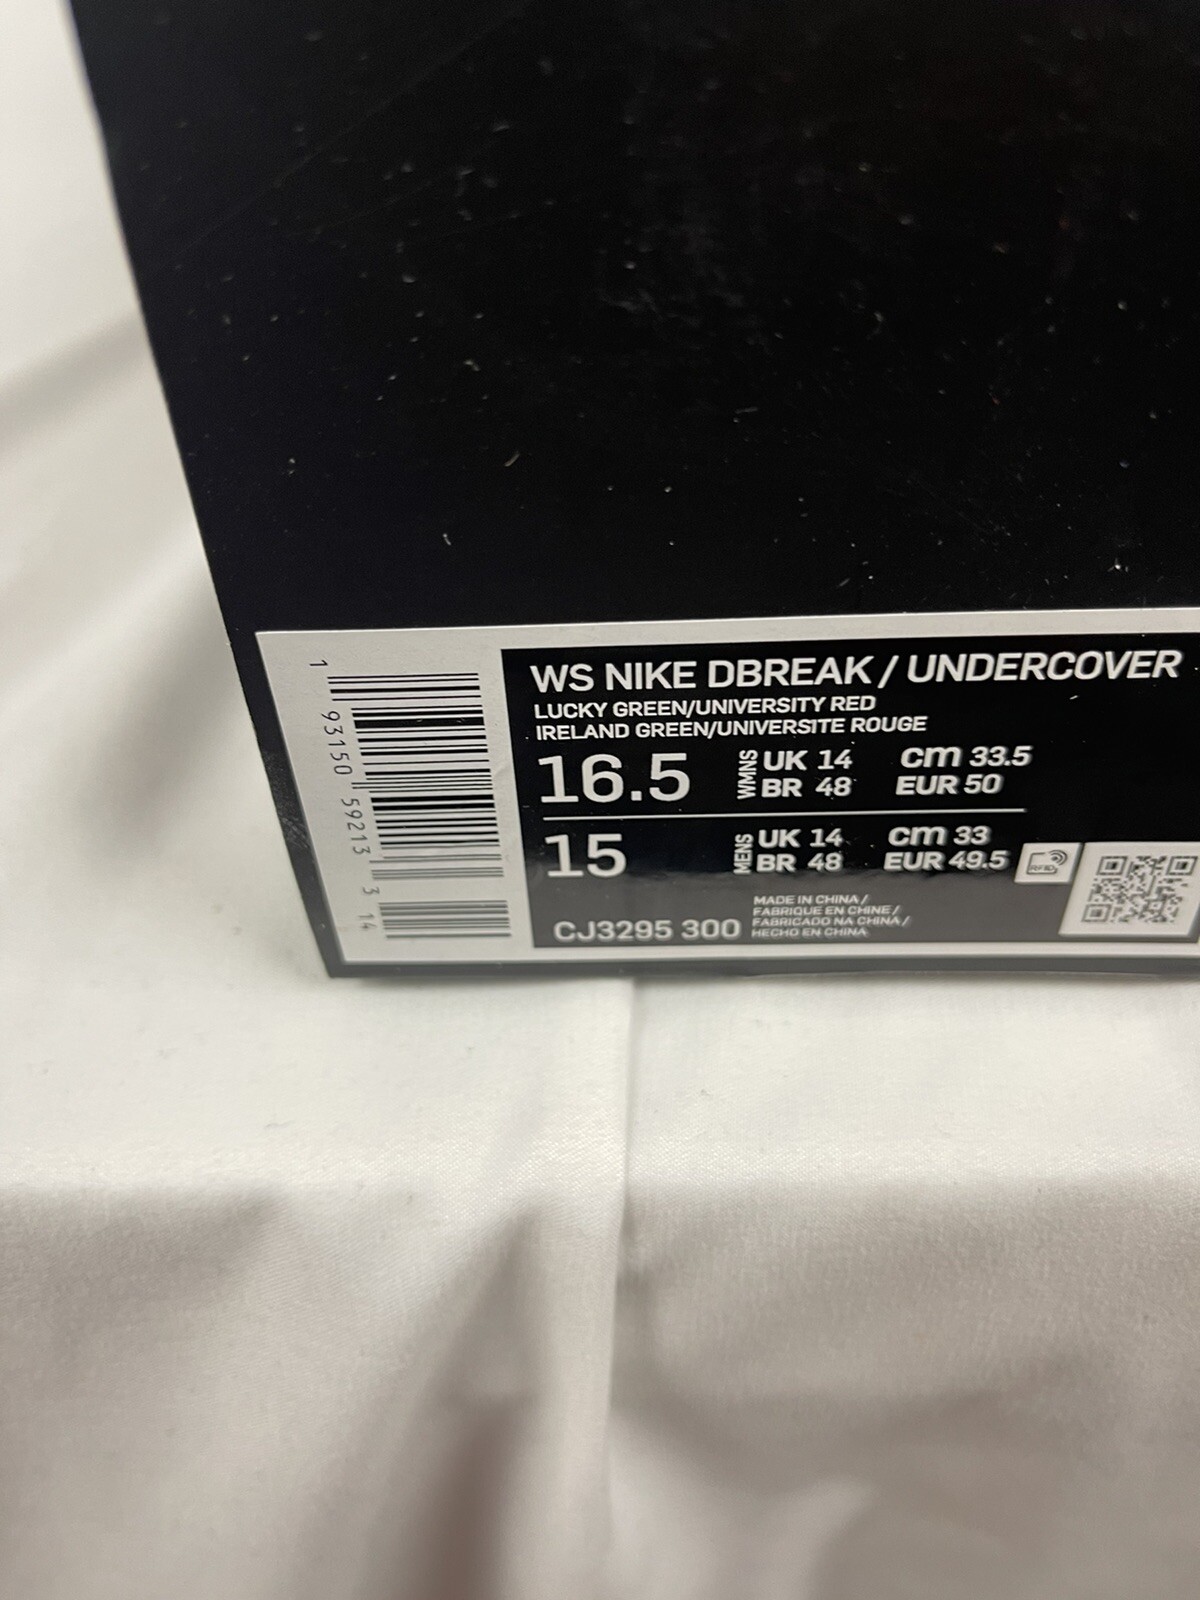 WS NIKE DBREAK / UNDERCOVER
LUCKY GREEN/UNIVERSITY RED
IRELAND GREEN/UNIVERSITE ROUGE
16.5 WMNS UK 14 cm 33.5
BR 48 EUR 50
15 MENS UK 14 cm 33
BR 48 EUR 49.5
RFID
CJ3295 300
MADE IN CHINA /
FABRIQUE EN CHINE /
FABRICADO NA CHINA /
HECHO EN CHINA
1 93150 59213 3 14